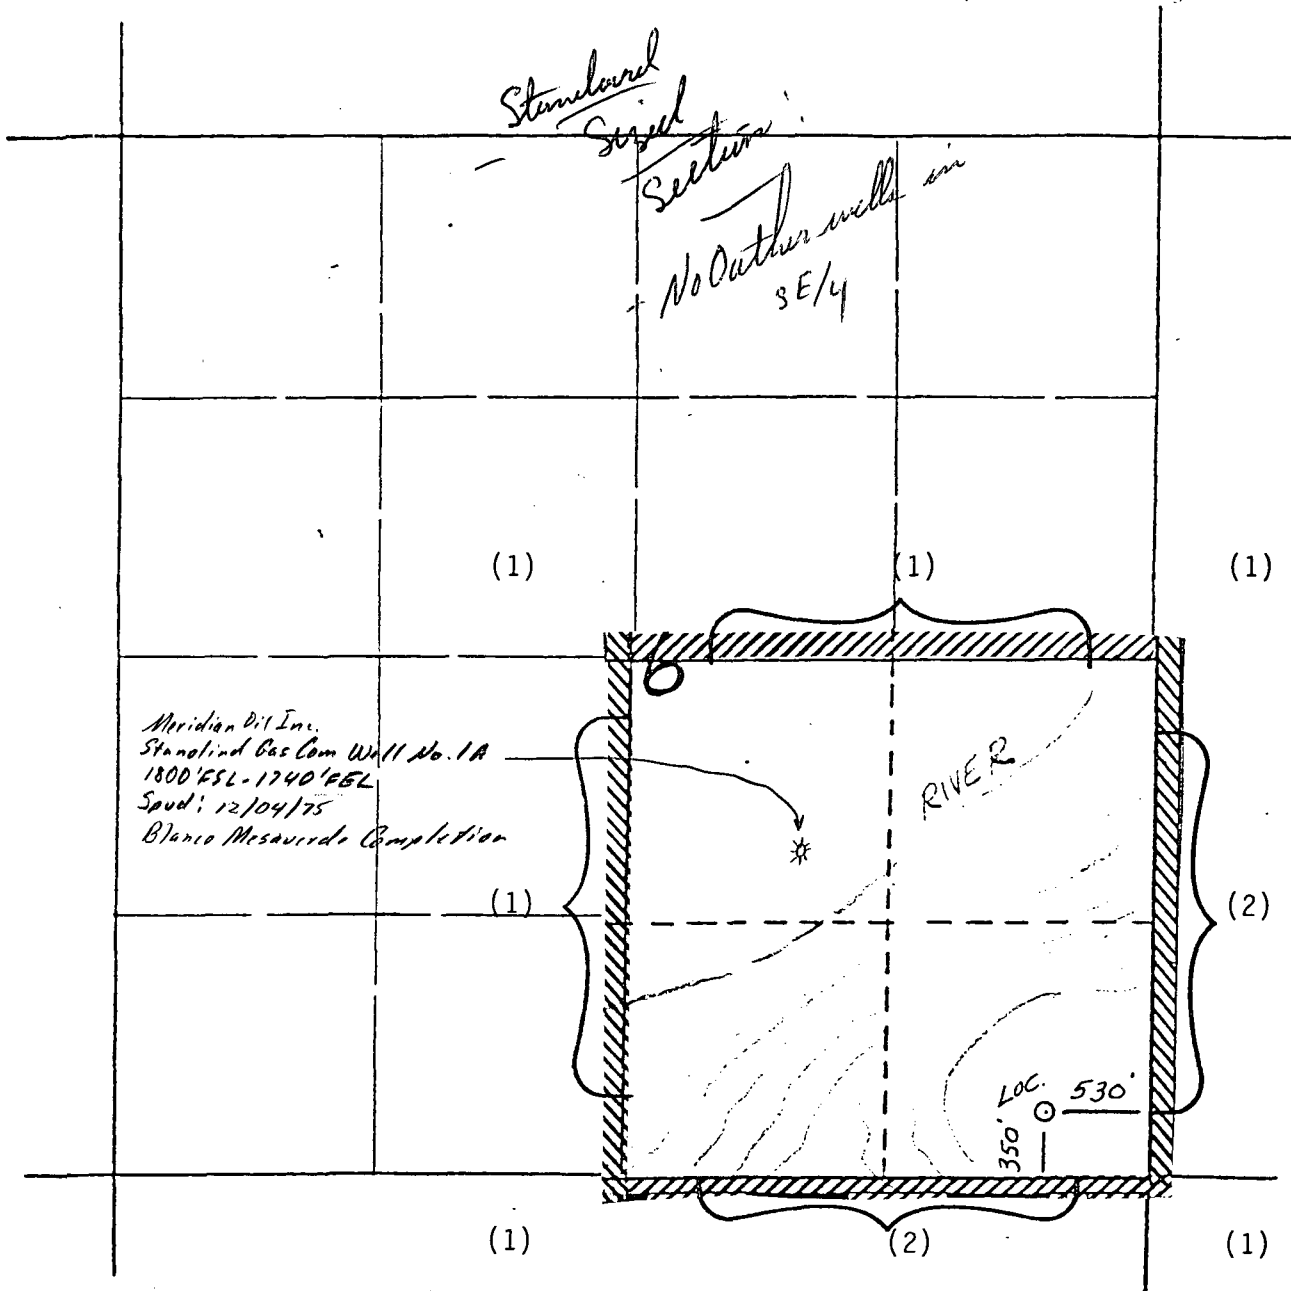 Standard
Sized
Section!
No Outher wells in
SE/4
(1) (1) (1)
6
Meridian Oil Inc.
Stanolind Gas Com Well No. 1A
1800' FSL - 1740' FEL
Spud: 12/04/75
Blanco Mesaverde Completion
RIVER
(1) (2)
LOC. 530'
350'
(1) (2) (1)